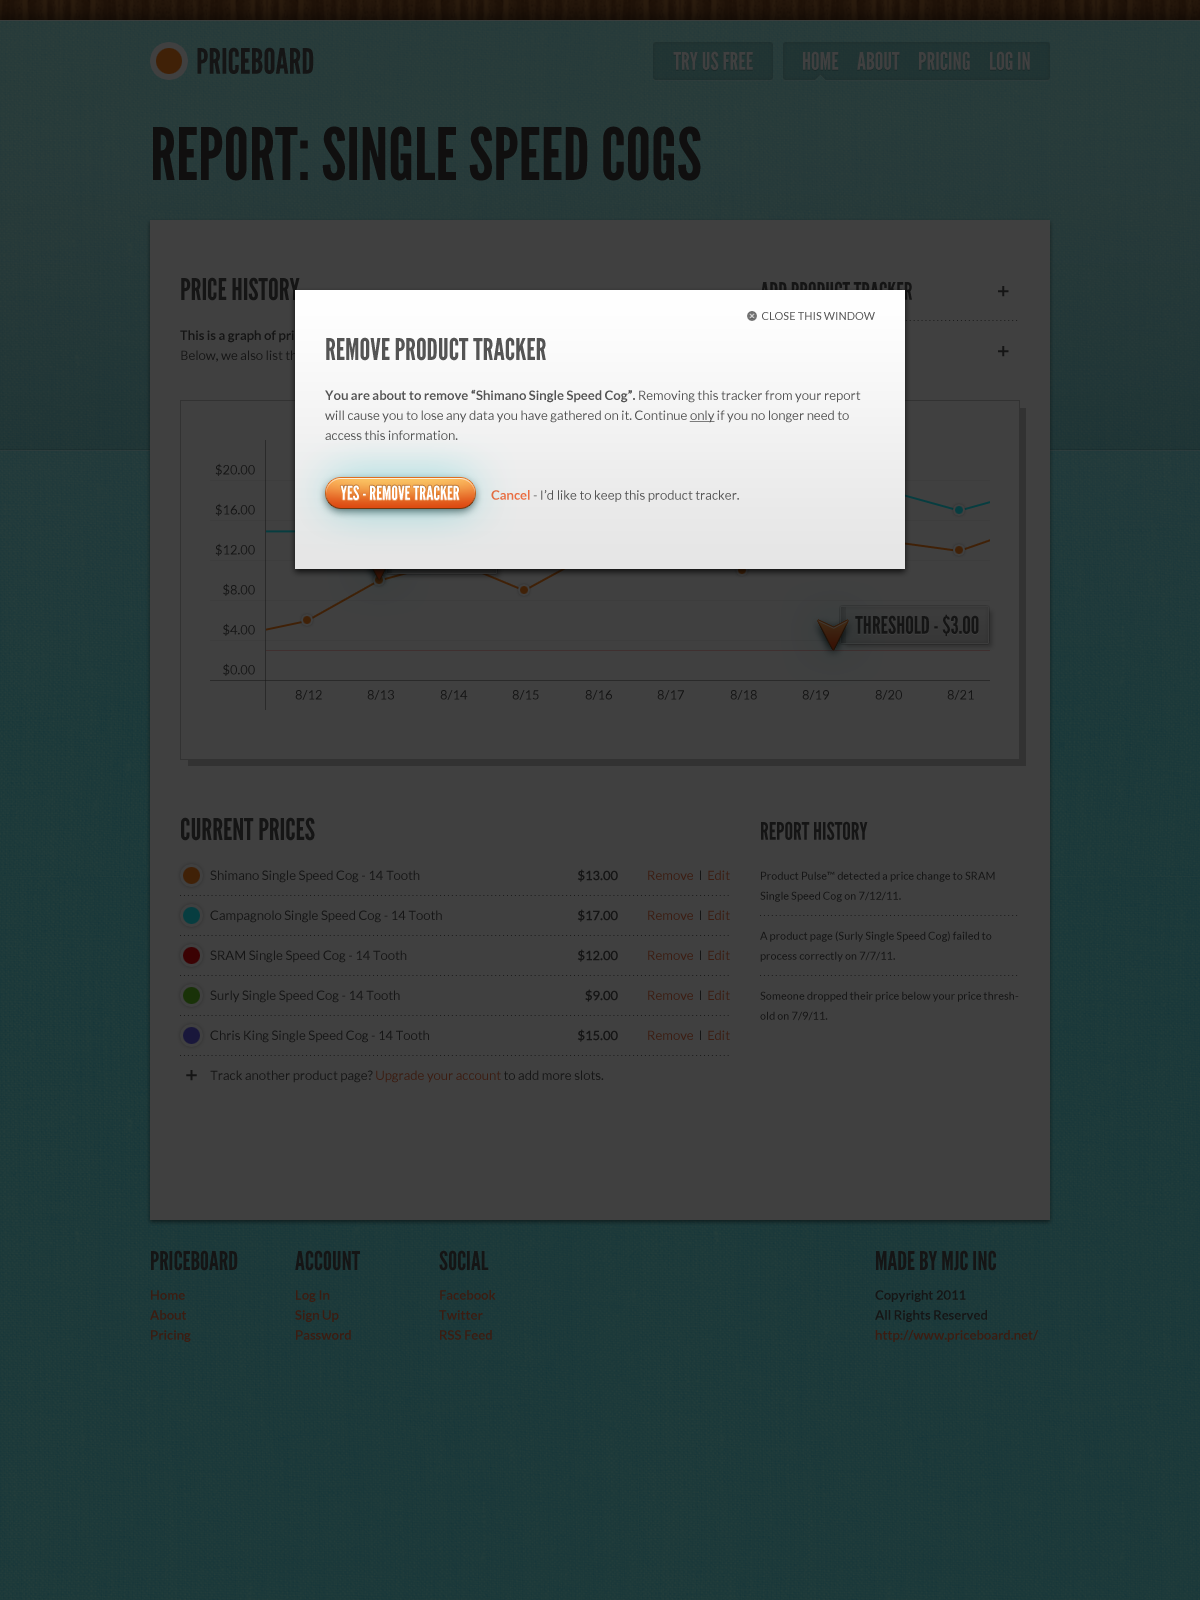 PRICEBOARD
TRY US FREE
HOME ABOUT PRICING LOG IN
REPORT: SINGLE SPEED COGS
PRICE HISTORY
ADD PRODUCT TRACKER
This is a graph of
Below, we also list
CLOSE THIS WINDOW
REMOVE PRODUCT TRACKER
You are about to remove “Shimano Single Speed Cog”. Removing this tracker from your report
will cause you to lose any data you have gathered on it. Continue only if you no longer need to
access this information.
YES - REMOVE TRACKER
Cancel - I'd like to keep this product tracker.
$20.00
$16.00
$12.00
$8.00
$4.00
$0.00
THRESHOLD - $3.00
8/12 8/13 8/14 8/15 8/16 8/17 8/18 8/19 8/20 8/21
CURRENT PRICES
Shimano Single Speed Cog - 14 Tooth $13.00 Remove | Edit
Campagnolo Single Speed Cog - 14 Tooth $17.00 Remove | Edit
SRAM Single Speed Cog - 14 Tooth $12.00 Remove | Edit
Surly Single Speed Cog - 14 Tooth $9.00 Remove | Edit
Chris King Single Speed Cog - 14 Tooth $15.00 Remove | Edit
Track another product page? Upgrade your account to add more slots.
REPORT HISTORY
Product Pulse™ detected a price change to SRAM
Single Speed Cog on 7/12/11.
A product page (Surly Single Speed Cog) failed to
process correctly on 7/7/11.
Someone dropped their price below your price thresh-
old on 7/9/11.
PRICEBOARD
Home
About
Pricing
ACCOUNT
Log In
Sign Up
Password
SOCIAL
Facebook
Twitter
RSS Feed
MADE BY MJC INC
Copyright 2011
All Rights Reserved
http://www.priceboard.net/